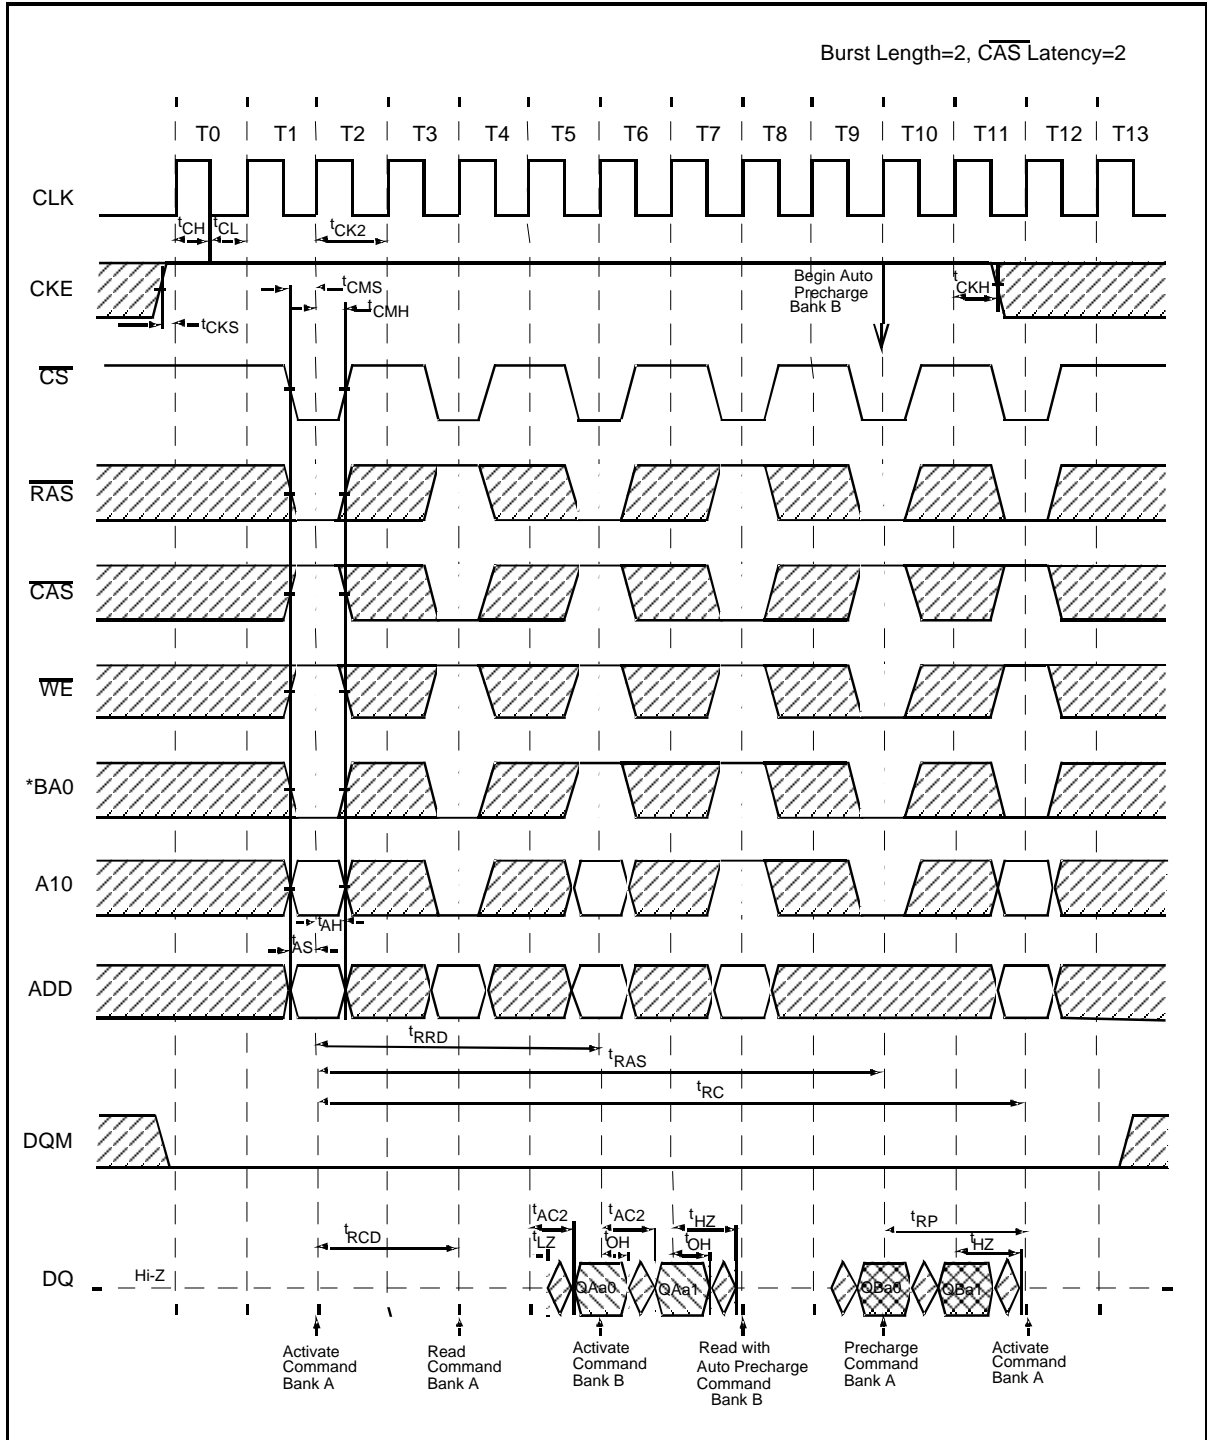 Burst Length=2, CAS Latency=2
T0 T1 T2 T3 T4 T5 T6 T7 T8 T9 T10 T11 T12 T13
CLK
tCH tCL tCK2
CKE
Begin Auto
Precharge
Bank B
tCKH
tCMS
tCMH
tCKS
CS
RAS
CAS
WE
*BA0
A10
tAH
tAS
ADD
tRRD
tRAS
tRC
DQM
tAC2 tAC2 tHZ tRP
tRCD tLZ tOH tOH tHZ
DQ
Hi-Z
QAa0 QAa1 QBa0 QBa1
Activate
Command
Bank A
Read
Command
Bank A
Activate
Command
Bank B
Read with
Auto Precharge
Command
Bank B
Precharge
Command
Bank A
Activate
Command
Bank A